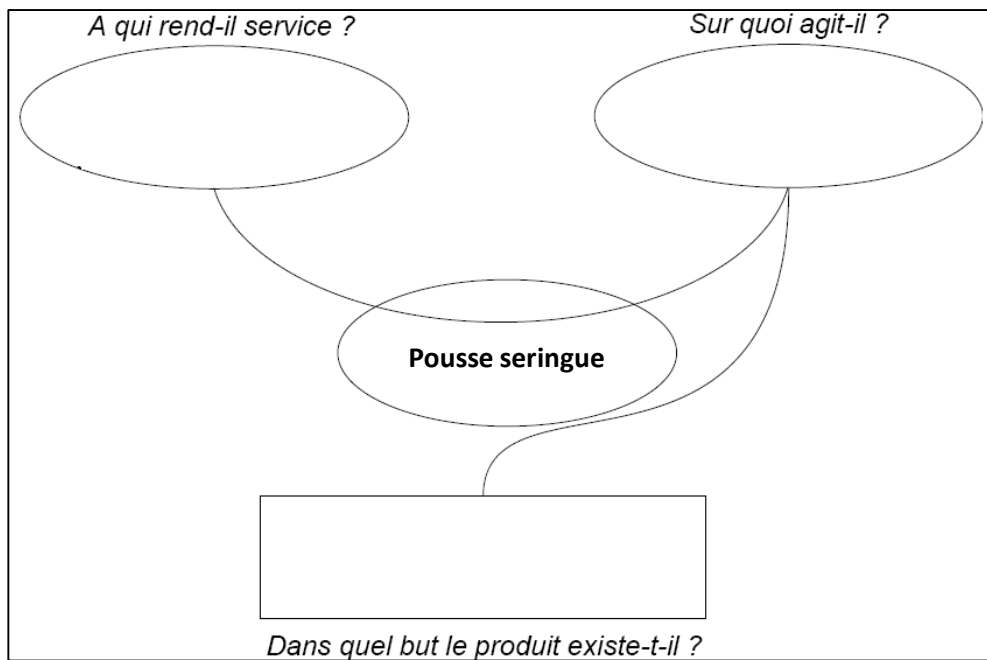 A qui rend-il service ?
Sur quoi agit-il ?
Pousse seringue
Dans quel but le produit existe-t-il ?